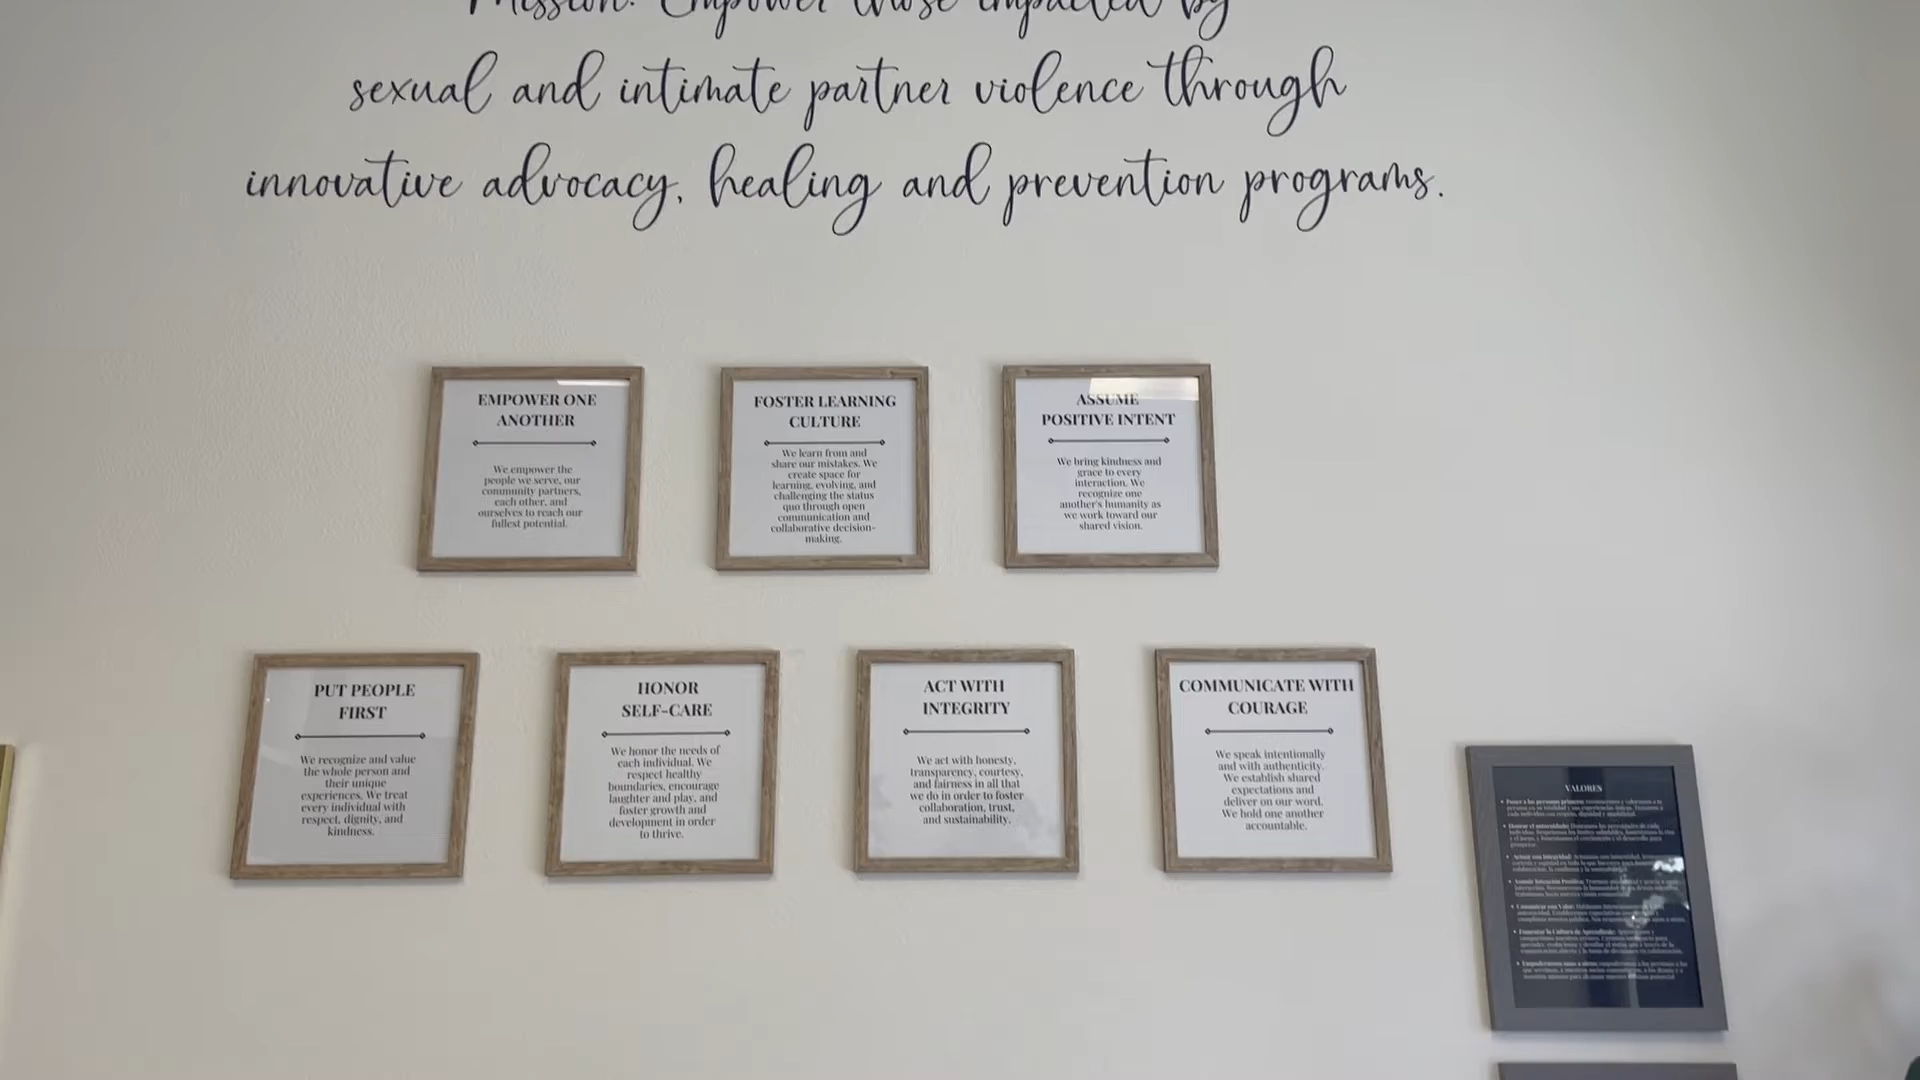 Mission: Empower those impacted by
sexual and intimate partner violence through
innovative advocacy, healing and prevention programs.
EMPOWER ONE
ANOTHER
We empower the
people we serve, our
community partners,
each other, and
ourselves to reach our
fullest potential.
FOSTER LEARNING
CULTURE
We learn from and
share our mistakes. We
create space for
learning, evolving, and
challenging the status
quo through open
communication and
collaborative decision-
making.
ASSUME
POSITIVE INTENT
We bring kindness and
grace to every
interaction. We
recognize one
another's humanity as
we work toward our
shared vision.
PUT PEOPLE
FIRST
We recognize and value
the whole person and
their unique
experiences. We treat
every individual with
respect, dignity, and
kindness.
HONOR
SELF-CARE
We honor the needs of
each individual. We
respect healthy
boundaries, encourage
laughter and play, and
foster growth and
development in order
to thrive.
ACT WITH
INTEGRITY
We act with honesty,
transparency, courtesy,
and fairness in all that
we do in order to foster
collaboration, trust,
and sustainability.
COMMUNICATE WITH
COURAGE
We speak intentionally
and with authenticity.
We establish shared
expectations and
deliver on our word.
We hold one another
accountable.
VALORES